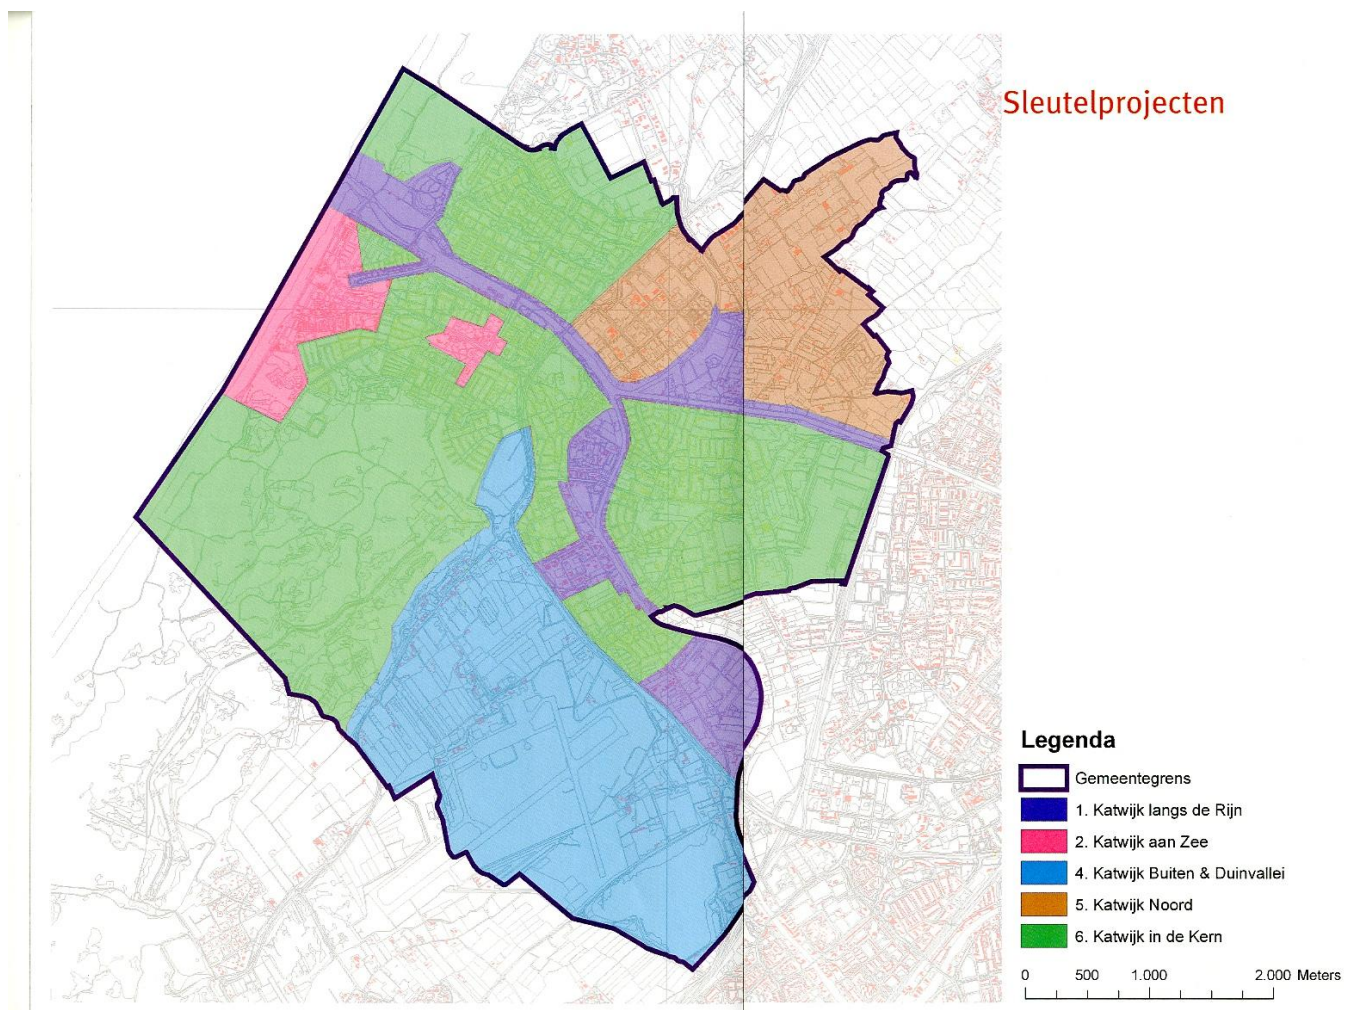 Sleutelprojecten
Legenda
Gemeentegrens
1. Katwijk langs de Rijn
2. Katwijk aan Zee
4. Katwijk Buiten & Duinvallei
5. Katwijk Noord
6. Katwijk in de Kern
0 500 1.000 2.000 Meters